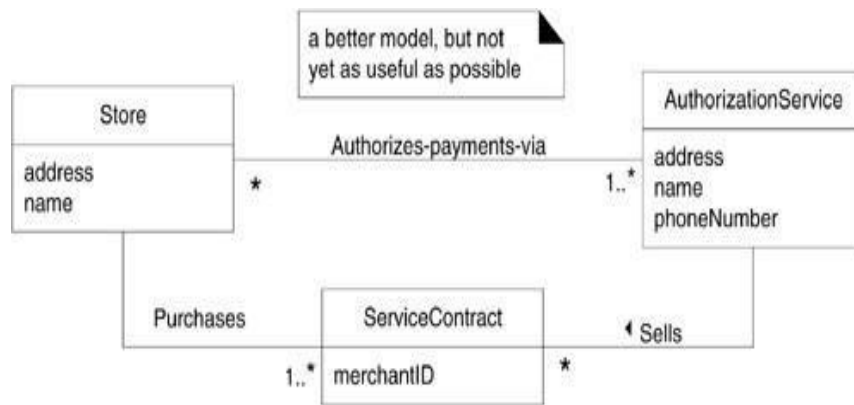 a better model, but not
yet as useful as possible
Store
address
name
Authorizes-payments-via
*
1..*
AuthorizationService
address
name
phoneNumber
Purchases
1..*
ServiceContract
merchantID
Sells
*